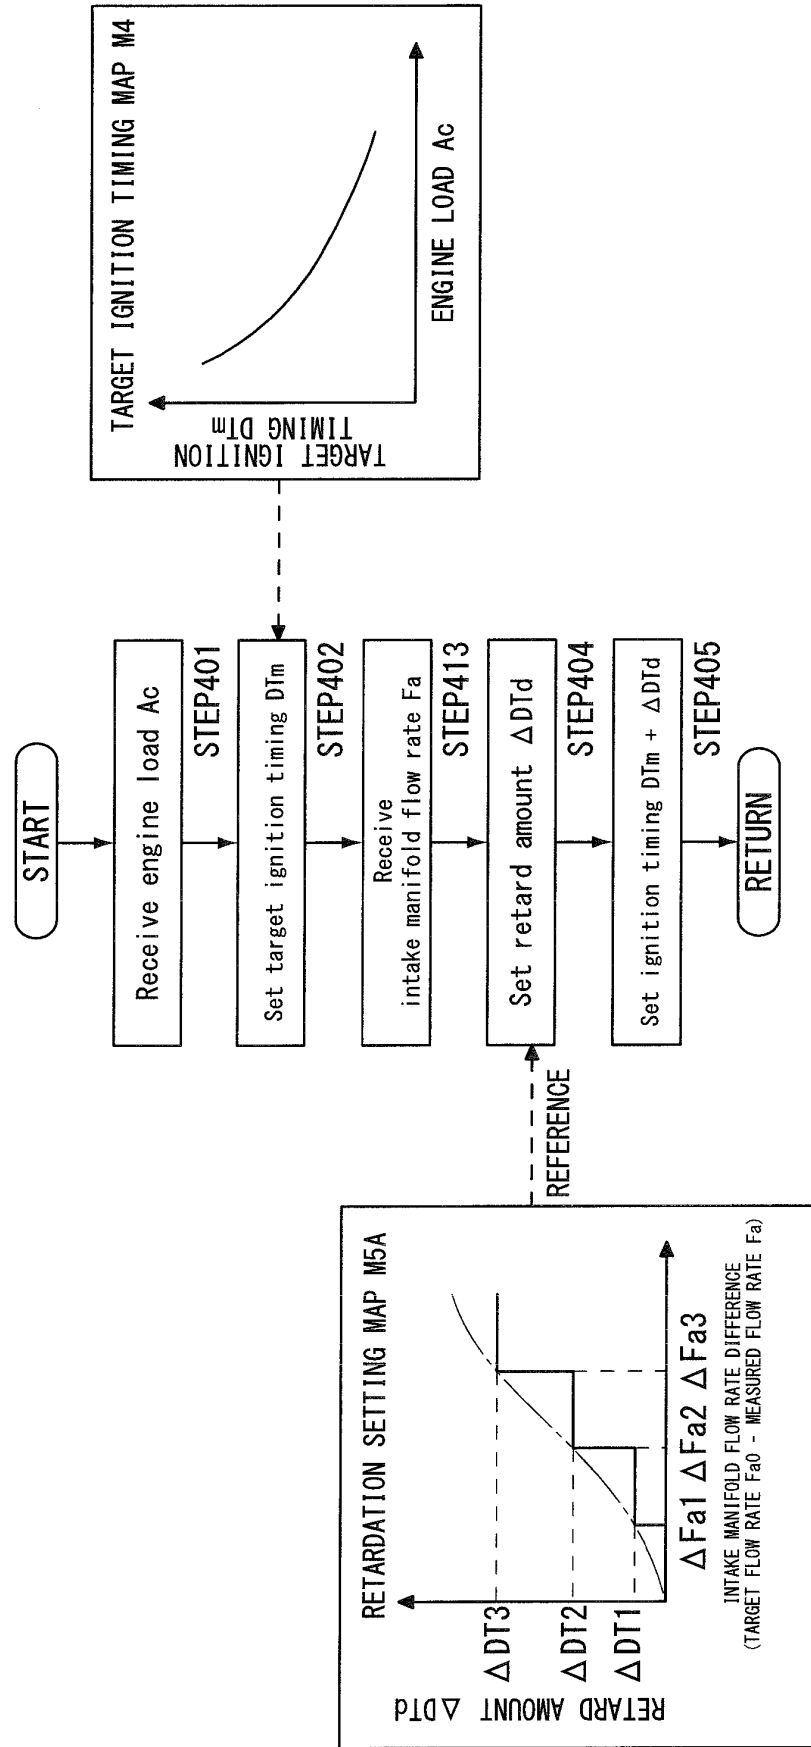 START
Receive engine load Ac
STEP401
Set target ignition timing DTm
STEP402
Receive
intake manifold flow rate Fa
STEP413
Set retard amount ΔDTd
STEP404
Set ignition timing DTm + ΔDTd
STEP405
RETURN
TARGET IGNITION TIMING MAP M4
TARGET IGNITION
TIMING DTm
ENGINE LOAD Ac
REFERENCE
RETARDATION SETTING MAP M5A
RETARD AMOUNT ΔDTd
ΔDT3
ΔDT2
ΔDT1
ΔFa1 ΔFa2 ΔFa3
INTAKE MANIFOLD FLOW RATE DIFFERENCE
(TARGET FLOW RATE Fa0 - MEASURED FLOW RATE Fa)